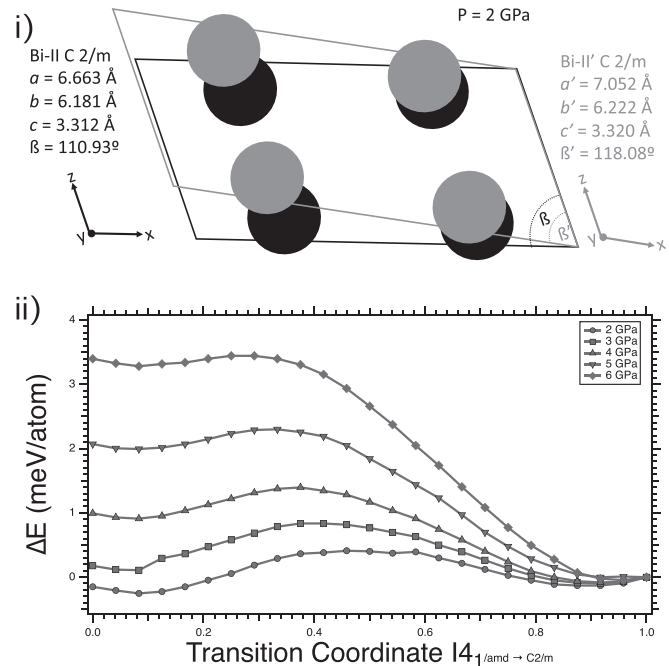 i)
P = 2 GPa
Bi-II C 2/m
a = 6.663 Å
b = 6.181 Å
c = 3.312 Å
ß = 110.93º
Bi-II’ C 2/m
a’ = 7.052 Å
b’ = 6.222 Å
c’ = 3.320 Å
ß’ = 118.08º
z
y
x
ß
ß’
z
y
x
ii)
2 GPa
3 GPa
4 GPa
5 GPa
6 GPa
4
3
2
1
0
ΔE (meV/atom)
0.0 0.2 0.4 0.6 0.8 1.0
Transition Coordinate I4₁/amd → C2/m